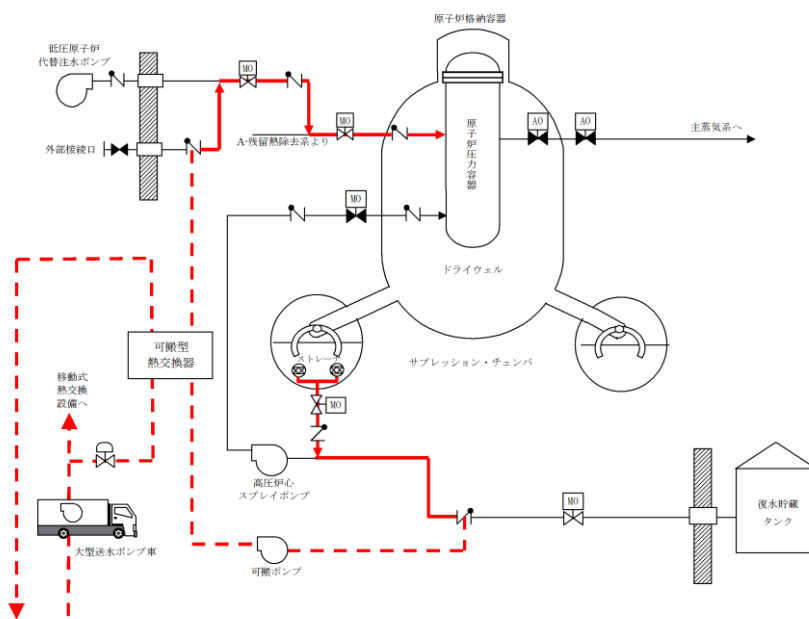 原子炉格納容器
低圧原子炉
代替注水ポンプ
MO
MO
A-残留熱除去系より
外部接続口
原子炉圧力容器
AO
AO
主蒸気系へ
MO
ドライウェル
可搬型
熱交換器
ストレーナ
サプレッション・チェンバ
移動式
熱交換
設備へ
MO
高圧炉心
スプレイポンプ
MO
復水貯蔵
タンク
大型送水ポンプ車
可搬ポンプ